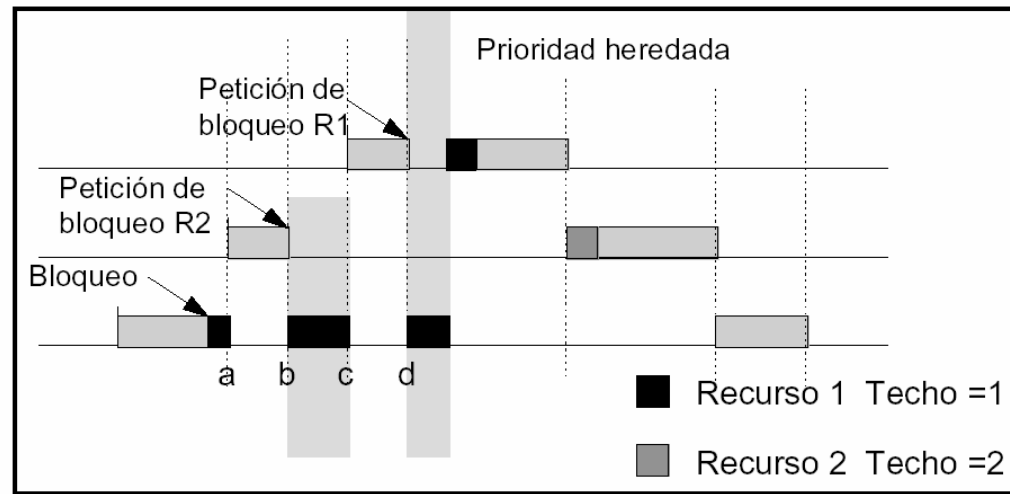 Prioridad heredada
Petición de
bloqueo R1
Petición de
bloqueo R2
Bloqueo
a b c d
Recurso 1 Techo =1
Recurso 2 Techo =2